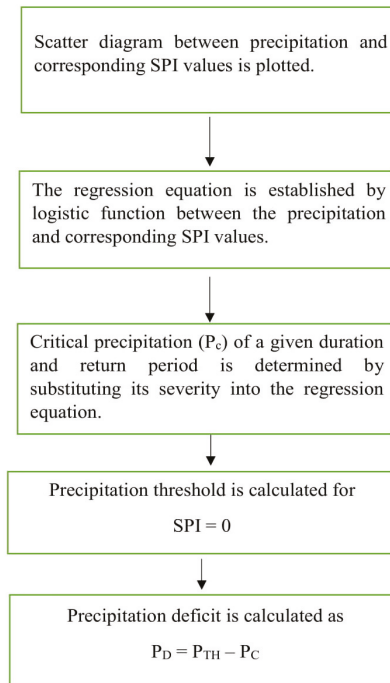 Scatter diagram between precipitation and
corresponding SPI values is plotted.
The regression equation is established by
logistic function between the precipitation
and corresponding SPI values.
Critical precipitation (Pc) of a given duration
and return period is determined by
substituting its severity into the regression
equation.
Precipitation threshold is calculated for
SPI = 0
Precipitation deficit is calculated as
PD = PTH – PC